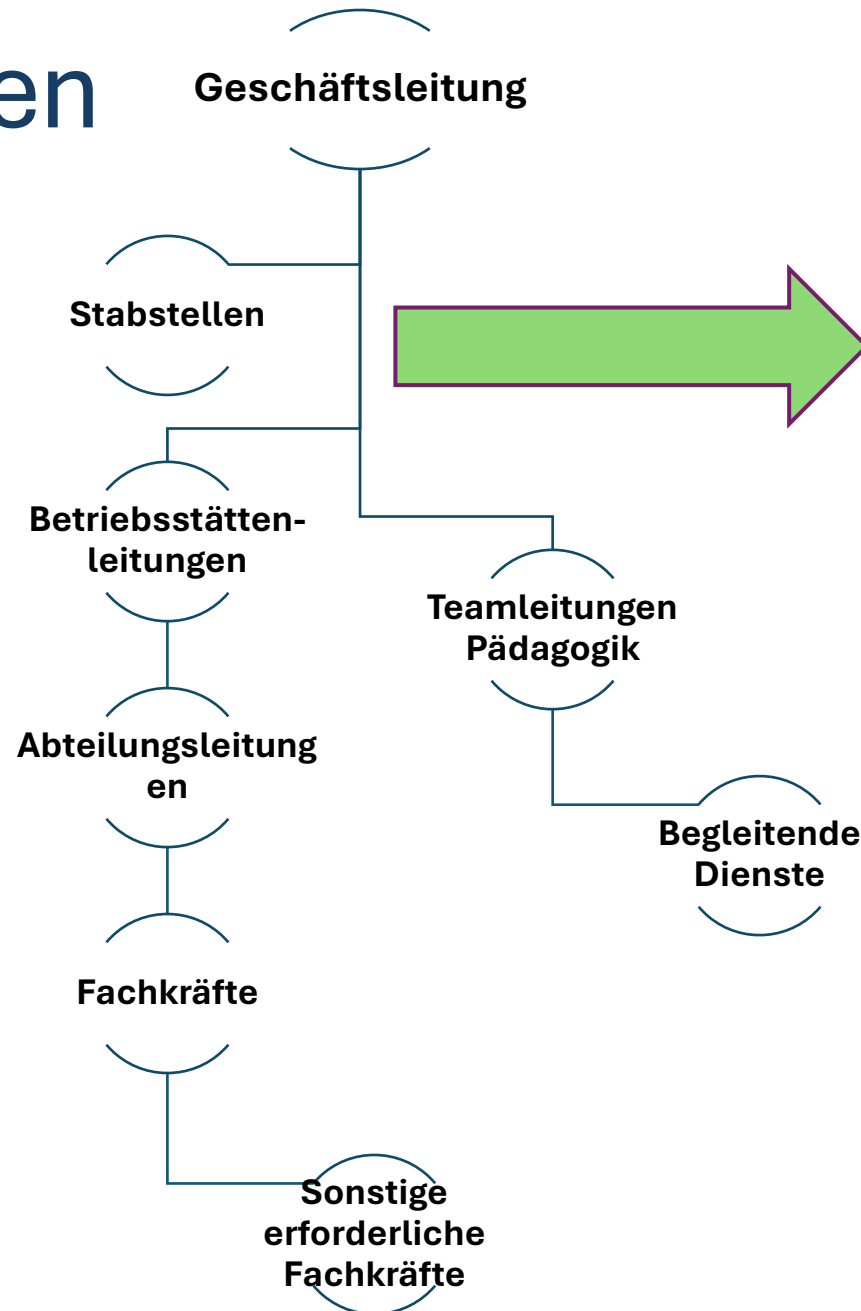 en
Geschäftsleitung
Stabstellen
Betriebsstätten-
leitungen
Teamleitungen
Pädagogik
Abteilungsleitung
en
Begleitende
Dienste
Fachkräfte
Sonstige
erforderliche
Fachkräfte